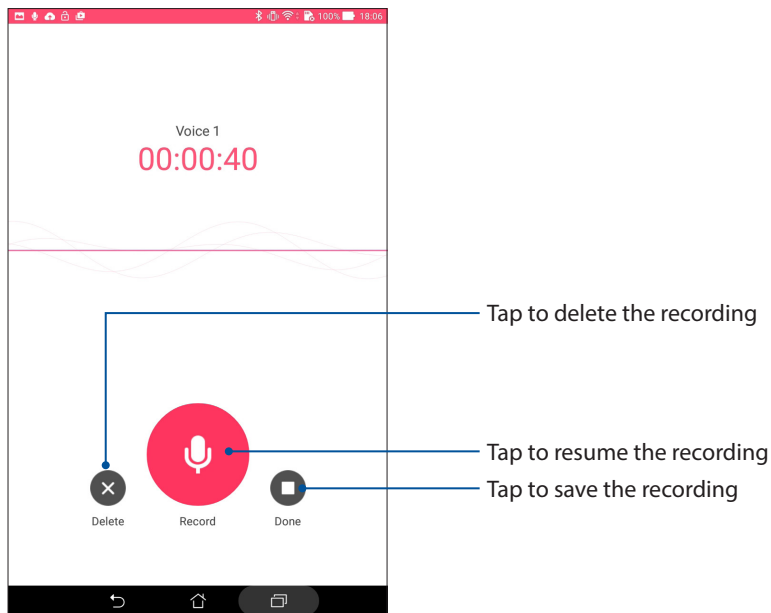 100% 18:06
Voice 1
00:00:40
Tap to delete the recording
Tap to resume the recording
Tap to save the recording
Delete Record Done